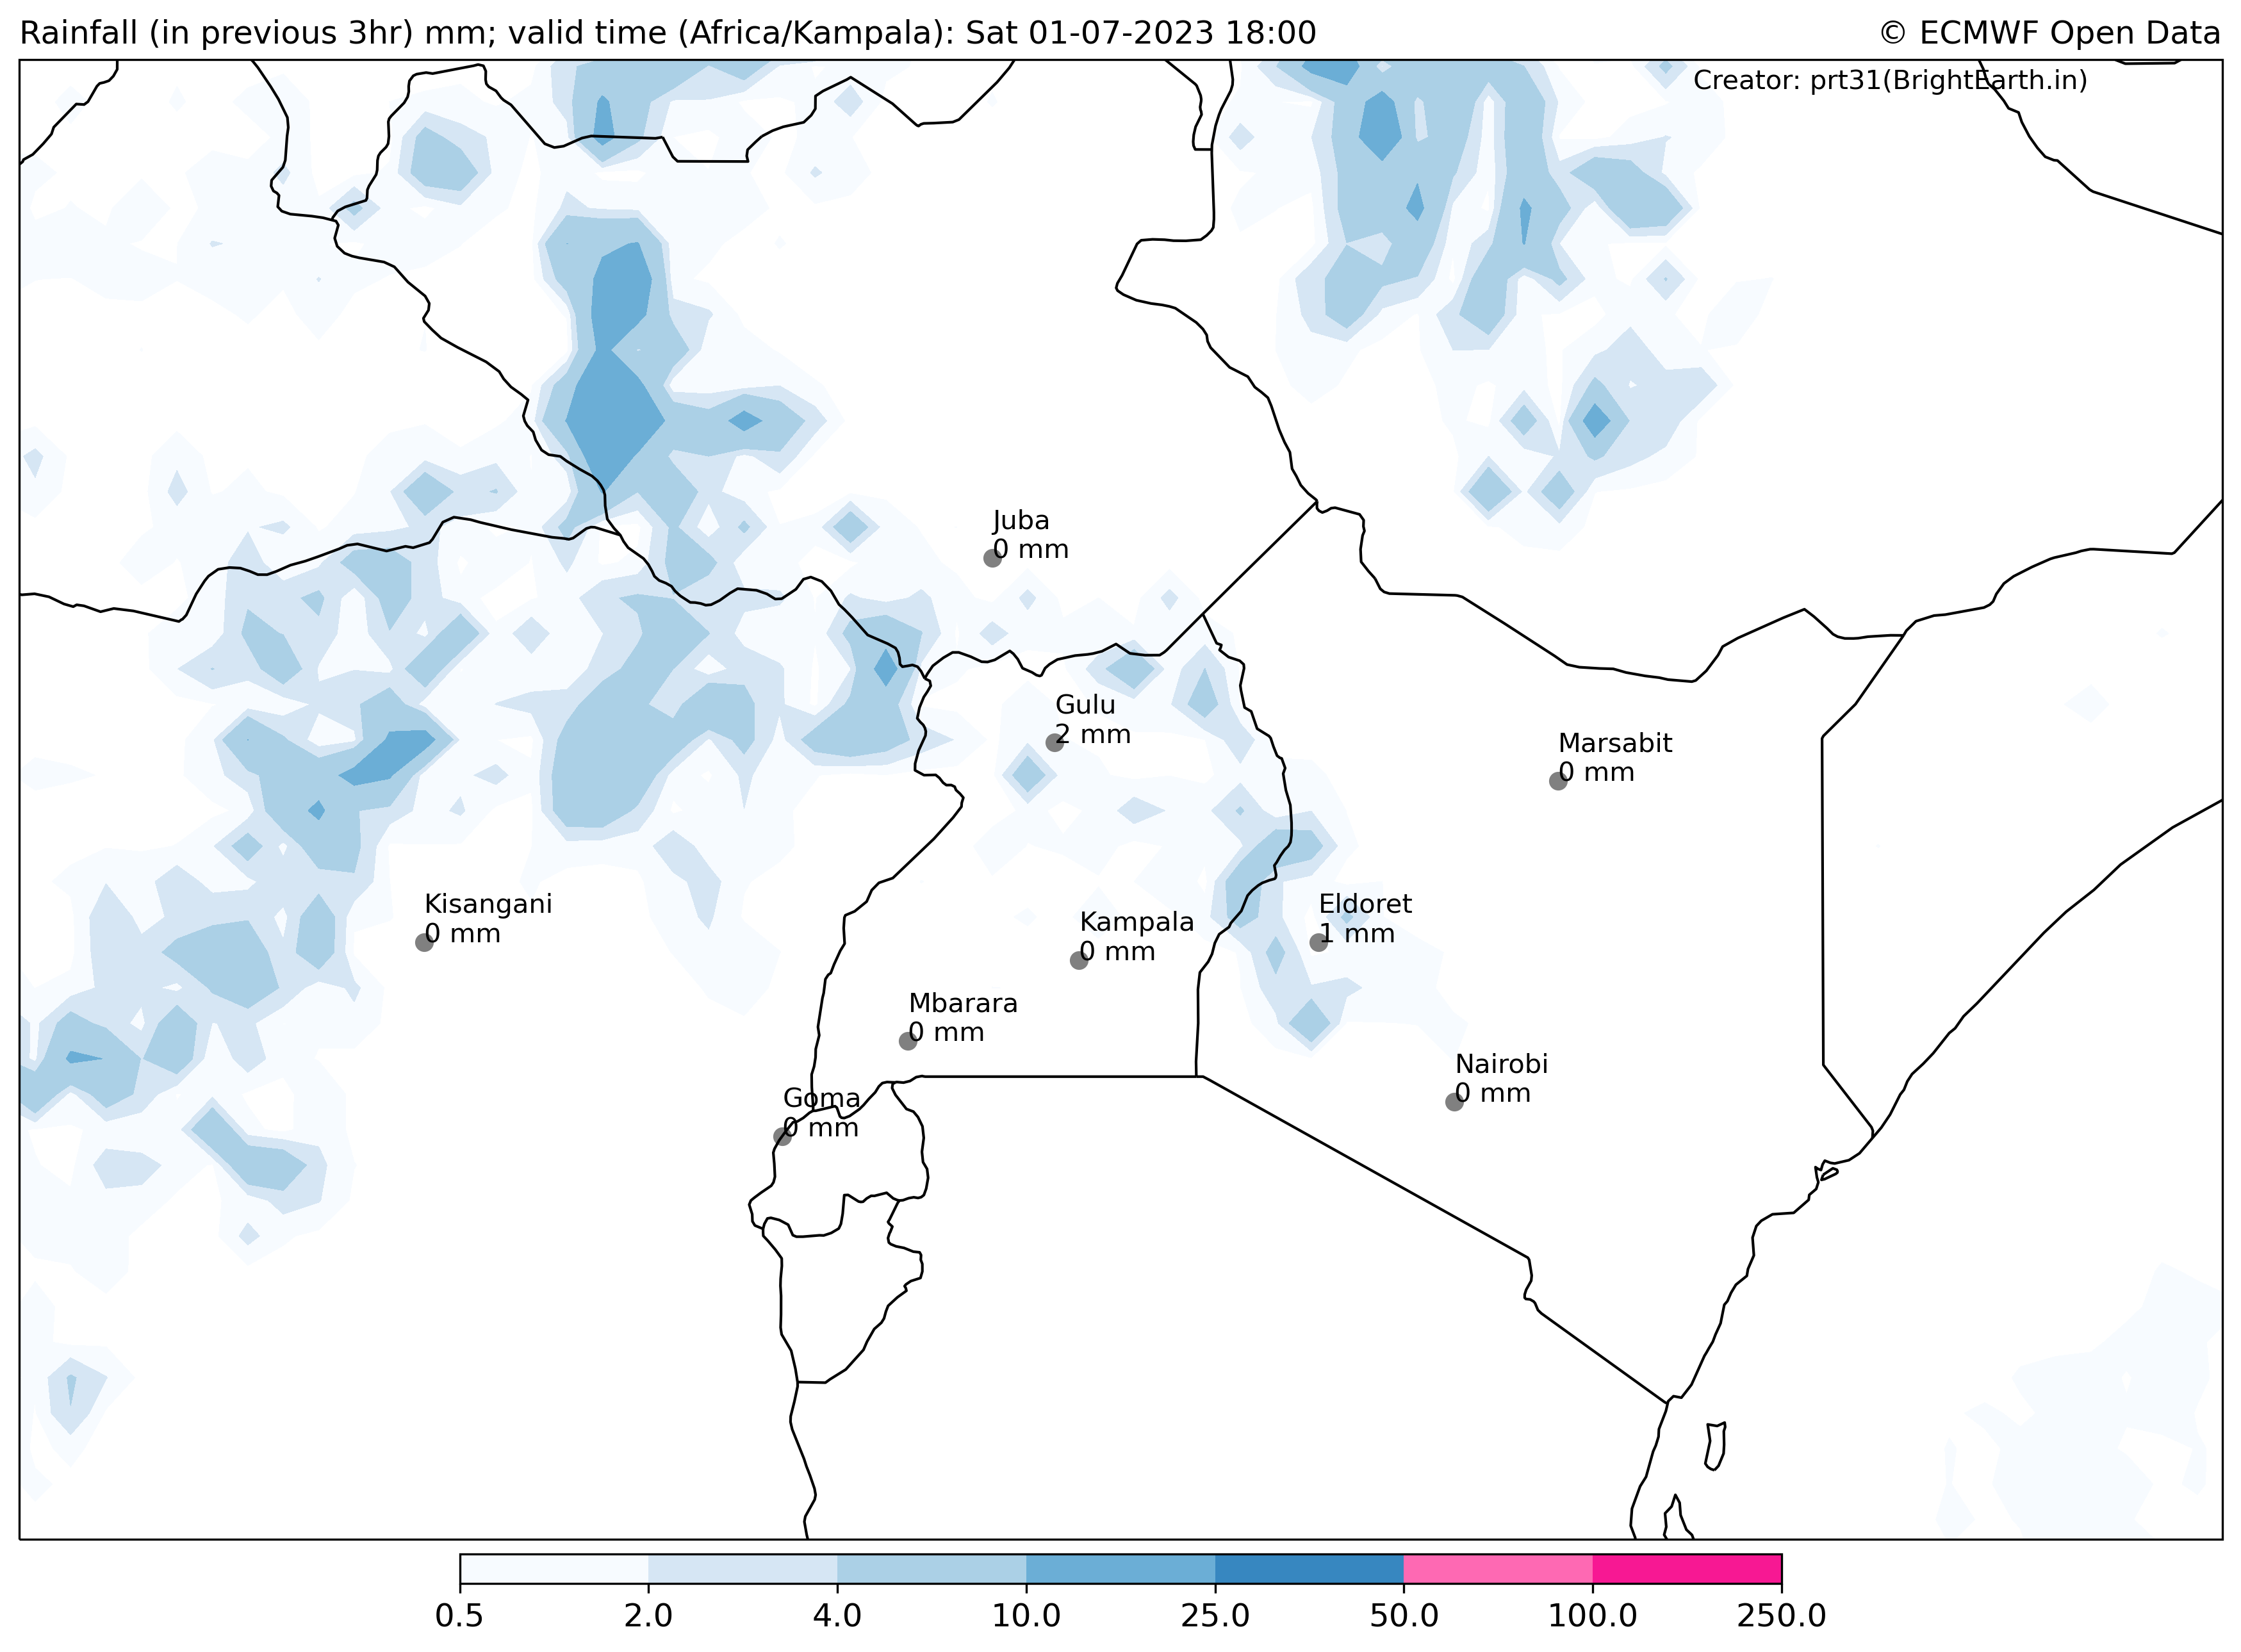 Rainfall (in previous 3hr) mm; valid time (Africa/Kampala): Sat 01-07-2023 18:00
© ECMWF Open Data
Creator: prt31(BrightEarth.in)
Juba
0 mm
Gulu
2 mm
Marsabit
0 mm
Kisangani
0 mm
Eldoret
1 mm
Kampala
0 mm
Mbarara
0 mm
Nairobi
0 mm
Goma
0 mm
0.5 2.0 4.0 10.0 25.0 50.0 100.0 250.0